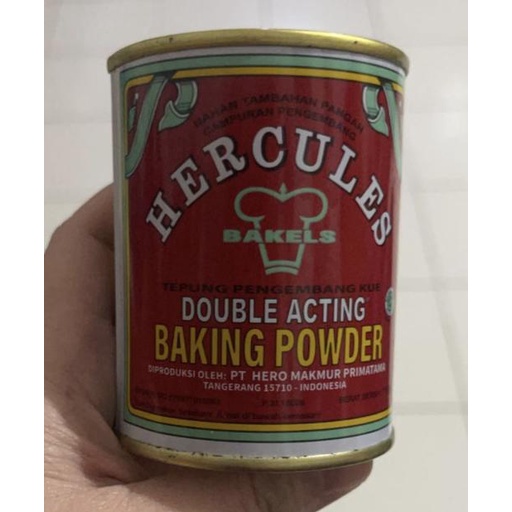 BAHAN TAMBAHAN PANGAN
CAMPURAN PENGEMBANG
HERCULES
BAKELS
TEPUNG PENGEMBANG KUE
DOUBLE ACTING
BAKING POWDER
DIPRODUKSI OLEH: PT HERO MAKMUR PRIMATAMA
TANGERANG 15710 - INDONESIA